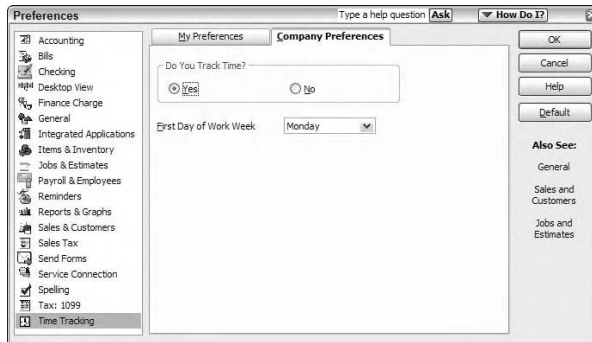 Preferences
Type a help question Ask
How Do I?
Accounting
Bills
Checking
Desktop View
Finance Charge
General
Integrated Applications
Items & Inventory
Jobs & Estimates
Payroll & Employees
Reminders
Reports & Graphs
Sales & Customers
Sales Tax
Send Forms
Service Connection
Spelling
Tax: 1099
Time Tracking
My Preferences
Company Preferences
Do You Track Time?
Yes
No
First Day of Work Week
Monday
OK
Cancel
Help
Default
Also See:
General
Sales and
Customers
Jobs and
Estimates